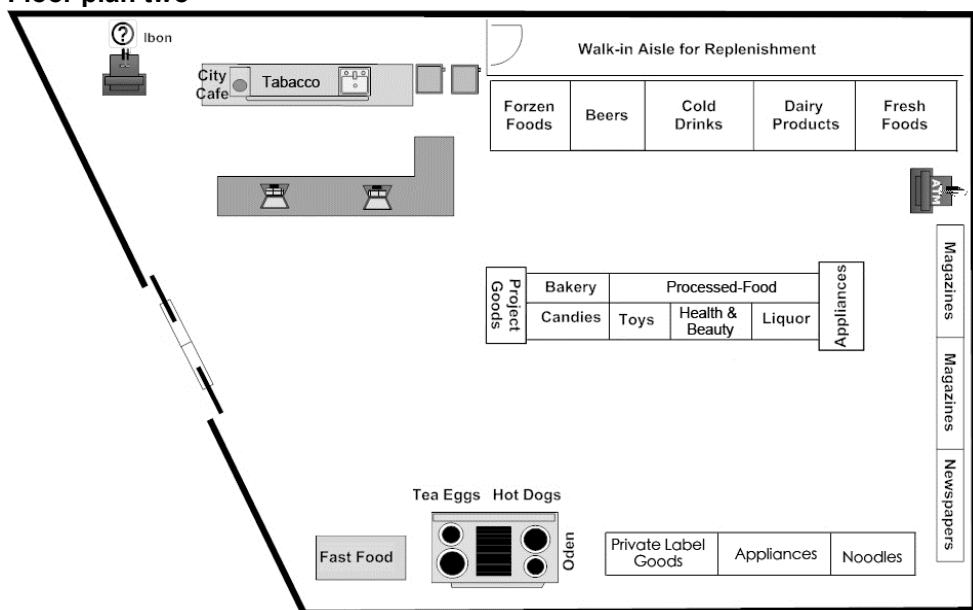 Floor plan two
?
Ibon
City
Cafe
Tabacco
Walk-in Aisle for Replenishment
Forzen
Foods
Beers
Cold
Drinks
Dairy
Products
Fresh
Foods
ATM
Magazines
Magazines
Newspapers
Project
Goods
Bakery
Processed-Food
Candies
Toys
Health &
Beauty
Liquor
Appliances
Tea Eggs
Hot Dogs
Oden
Fast Food
Private Label
Goods
Appliances
Noodles